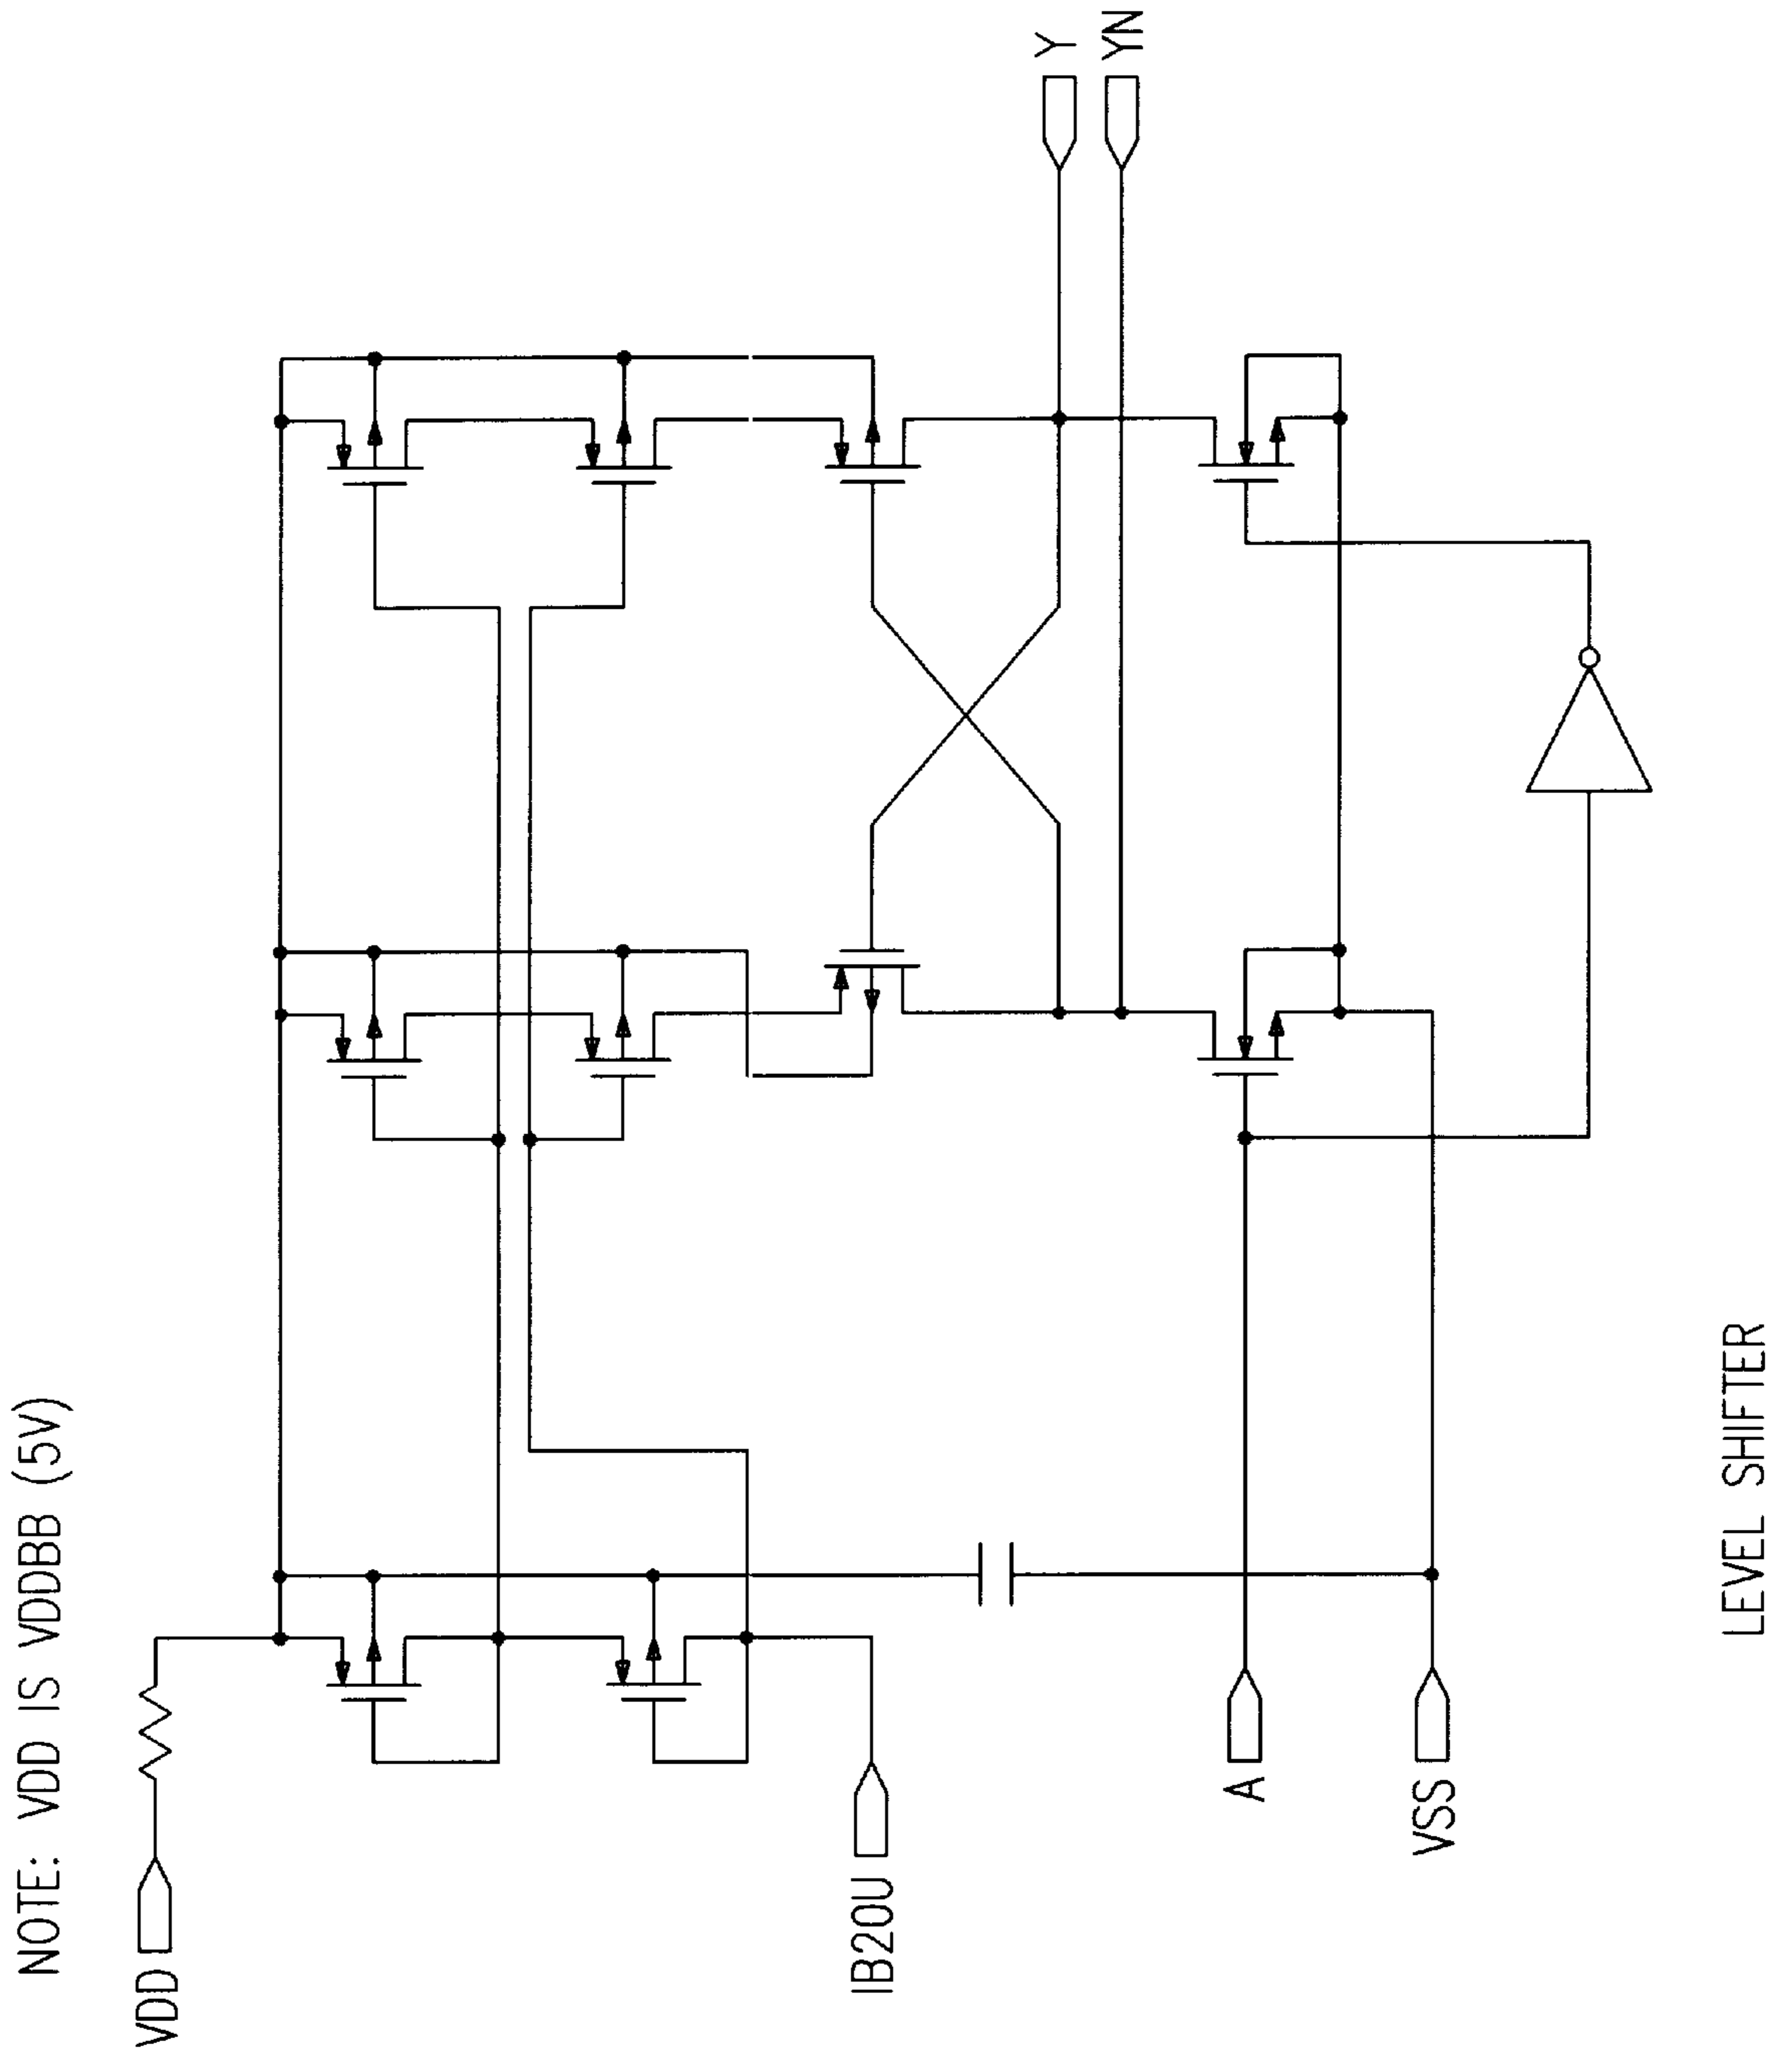 NOTE: VDD IS VDDBB (5V)
VDD
IB20U
A
VSS
Y
YN
LEVEL SHIFTER